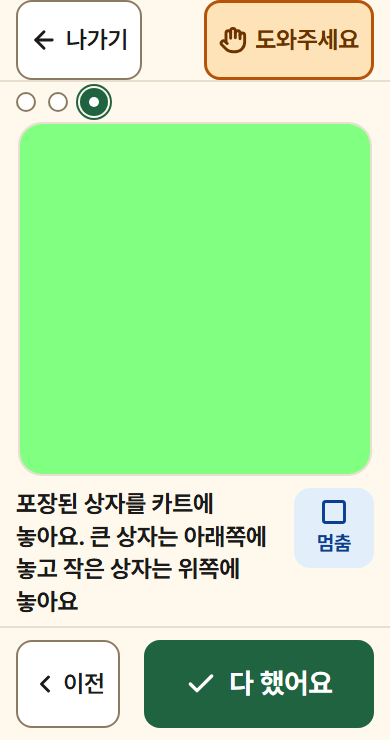 나가기
도와주세요
포장된 상자를 카트에
놓아요. 큰 상자는 아래쪽에
놓고 작은 상자는 위쪽에
놓아요
멈춤
이전
다 했어요